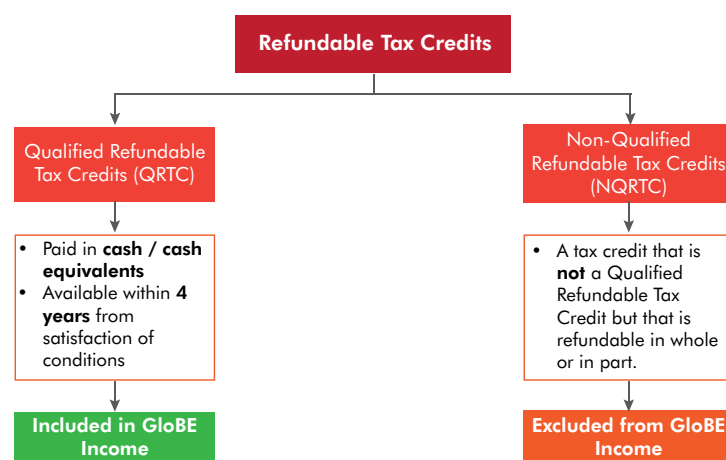 Refundable Tax Credits
Qualified Refundable
Tax Credits (QRTC)
• Paid in cash / cash
equivalents
• Available within 4
years from
satisfaction of
conditions
Included in GloBE
Income
Non-Qualified
Refundable Tax Credits
(NQRTC)
• A tax credit that is
not a Qualified
Refundable Tax
Credit but that is
refundable in whole
or in part.
Excluded from GloBE
Income